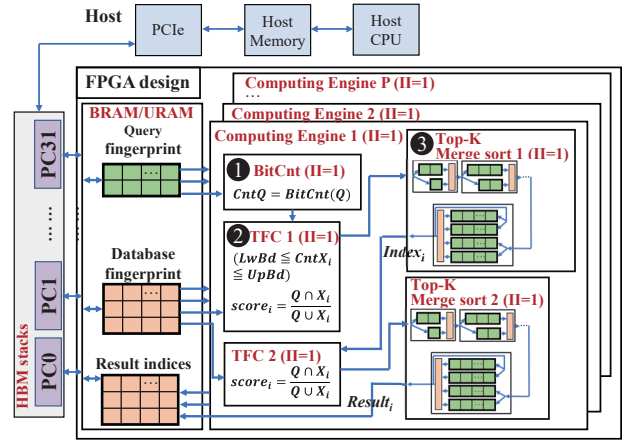 Host
PCIe
Host
Memory
Host
CPU
FPGA design
Computing Engine P (II=1)
...
Computing Engine 2 (II=1)
Computing Engine 1 (II=1)
BRAM/URAM
Query
fingerprint
...
Database
fingerprint
...
Result indices
...
HBM stacks
PC31
... ...
PC1
PC0
1 BitCnt (II=1)
CntQ = BitCnt(Q)
2 TFC 1 (II=1)
(LwBd ≦ CntX_i
≦ UpBd)
score_i = Q ∩ X_i / Q ∪ X_i
TFC 2 (II=1)
score_i = Q ∩ X_i / Q ∪ X_i
3 Top-K
Merge sort 1 (II=1)
Index_i
Top-K
Merge sort 2 (II=1)
Result_i